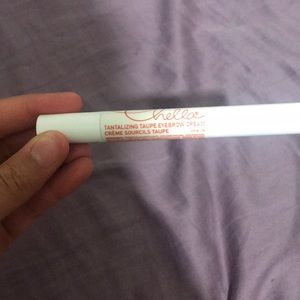 Chella
TANTALIZING TAUPE EYEBROW CREAM
CRÈME SOURCILS TAUPE